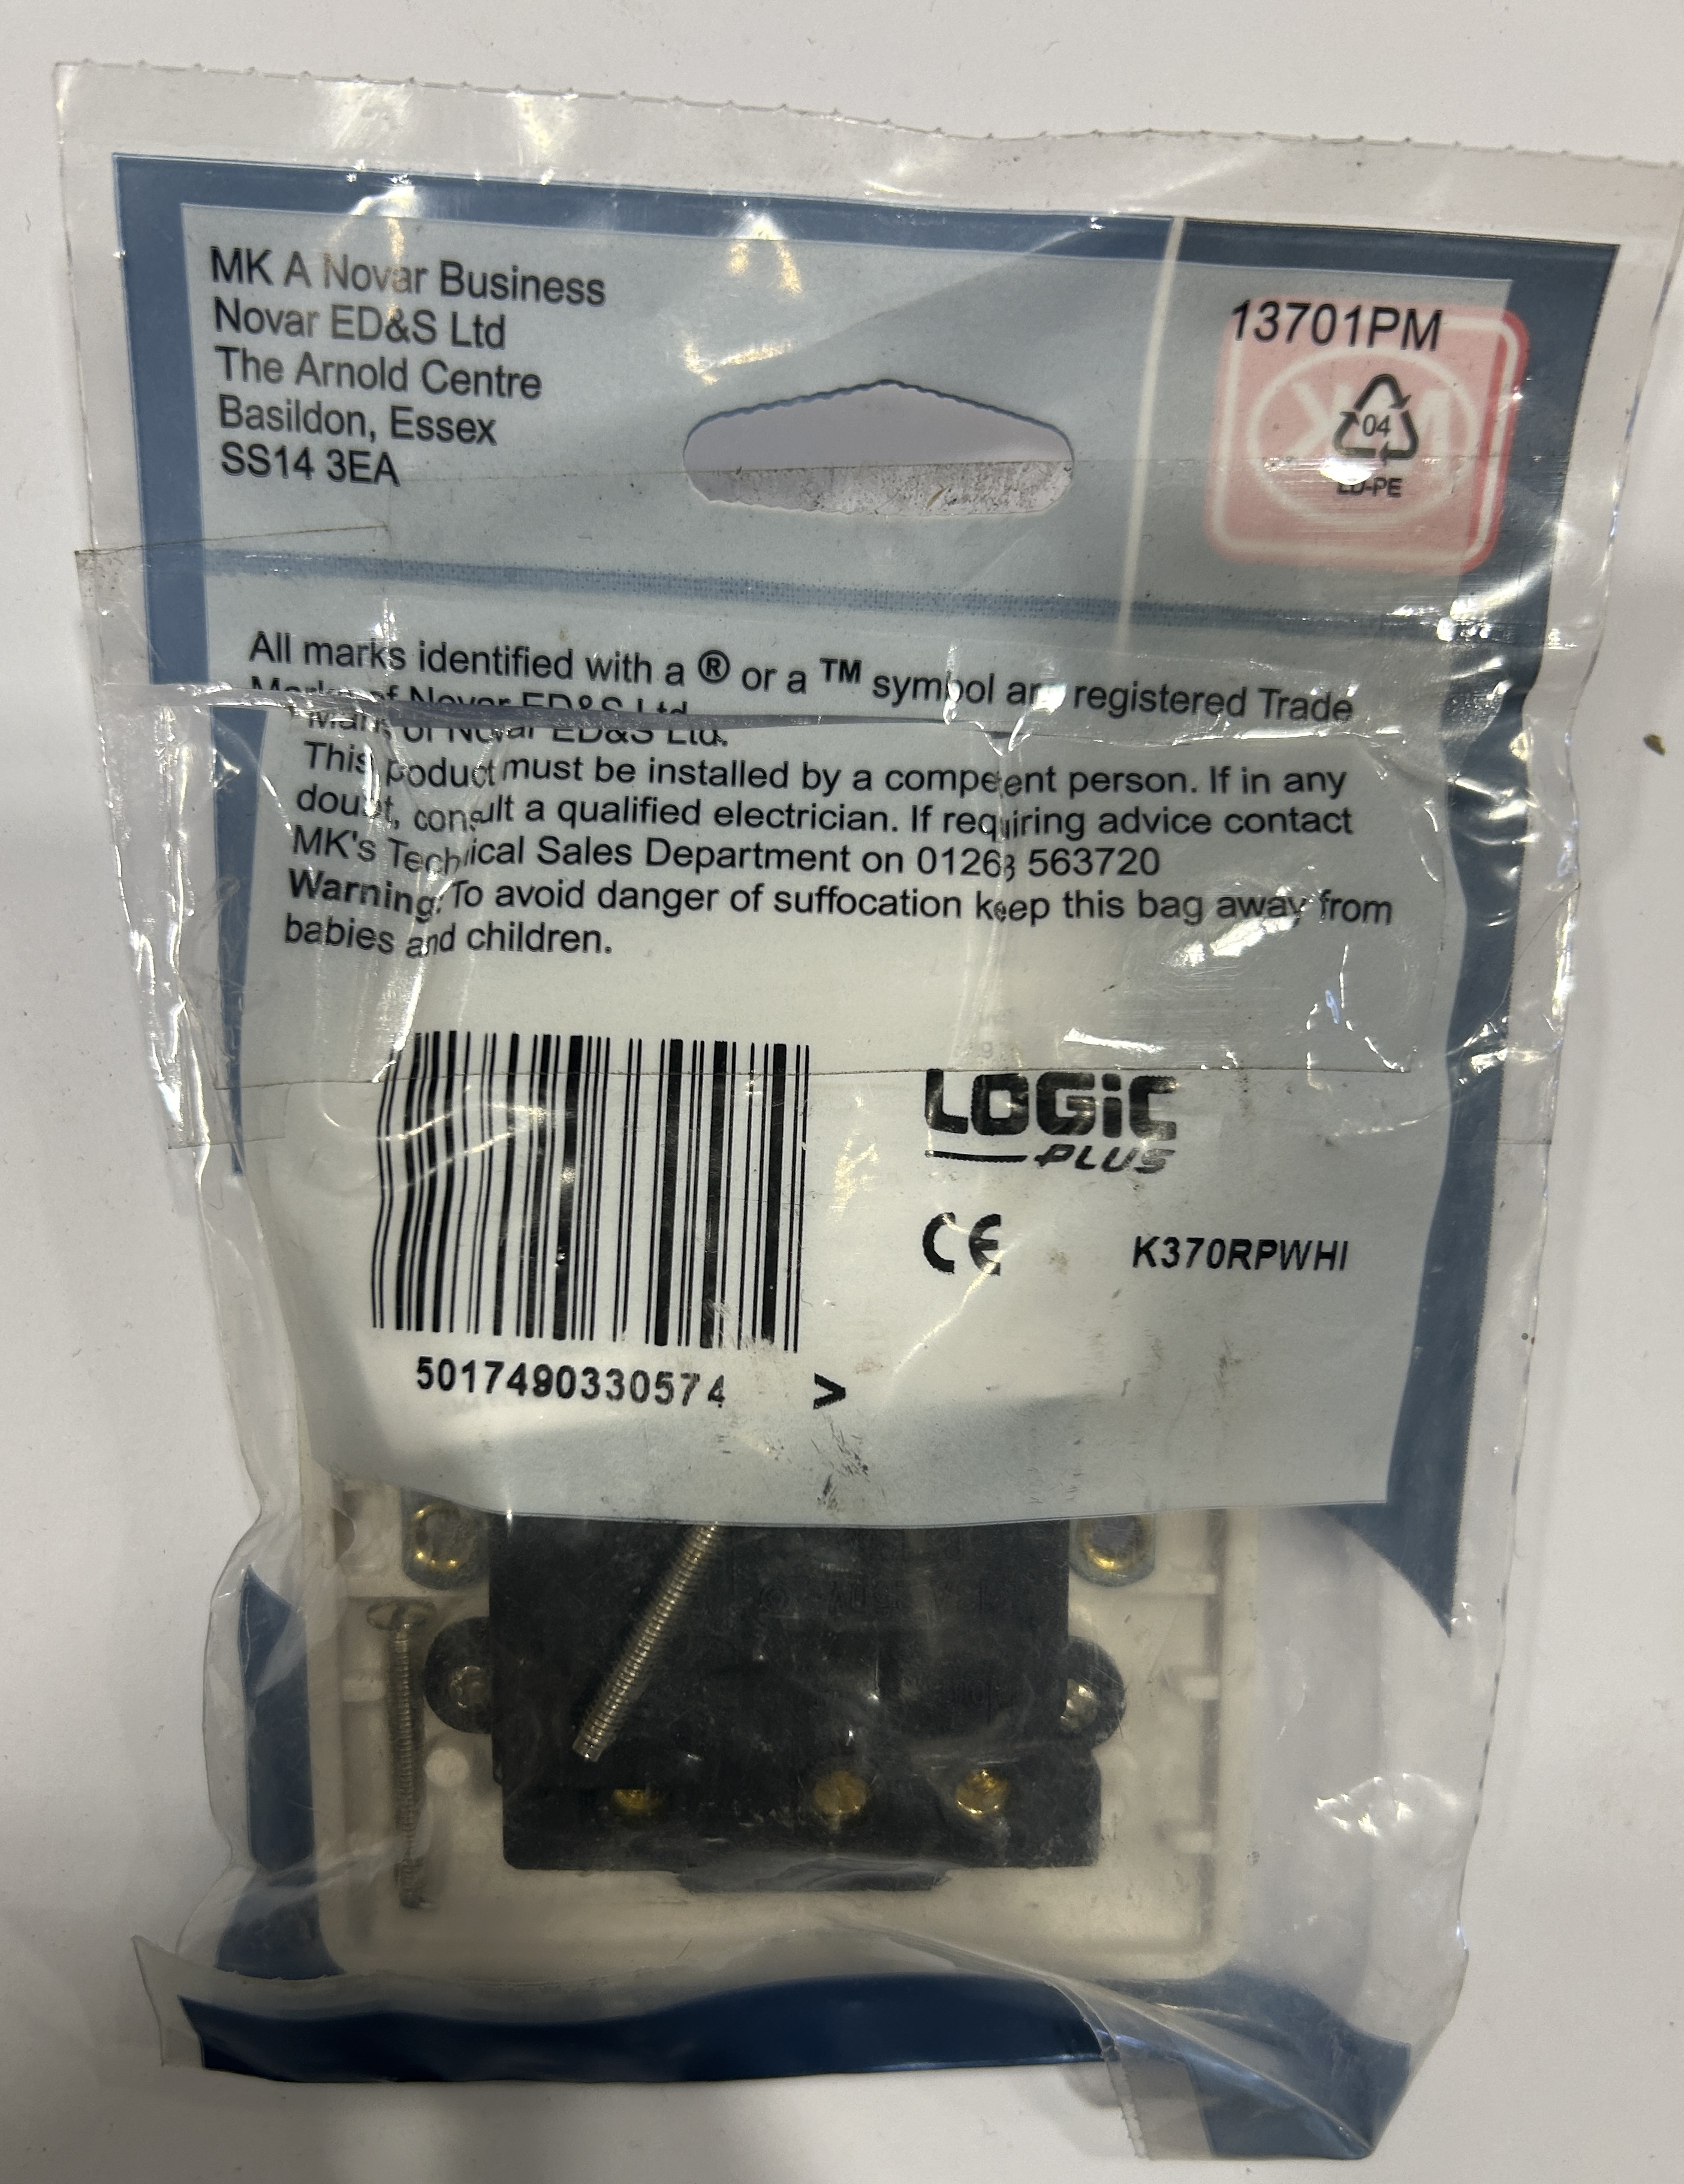 MK A Novar Business
Novar ED&S Ltd
The Arnold Centre
Basildon, Essex
SS14 3EA
13701PM
MK
04
LD-PE
All marks identified with a ® or a ™ symbol are registered Trade
Marks of Novar ED&S Ltd.
This poduct must be installed by a compeent person. If in any
doubt, consult a qualified electrician. If requiring advice contact
MK's Technical Sales Department on 01268 563720
Warning: To avoid danger of suffocation keep this bag away from
babies and children.
LOGiC
PLUS
CE
K370RPWHI
5017490330574 >